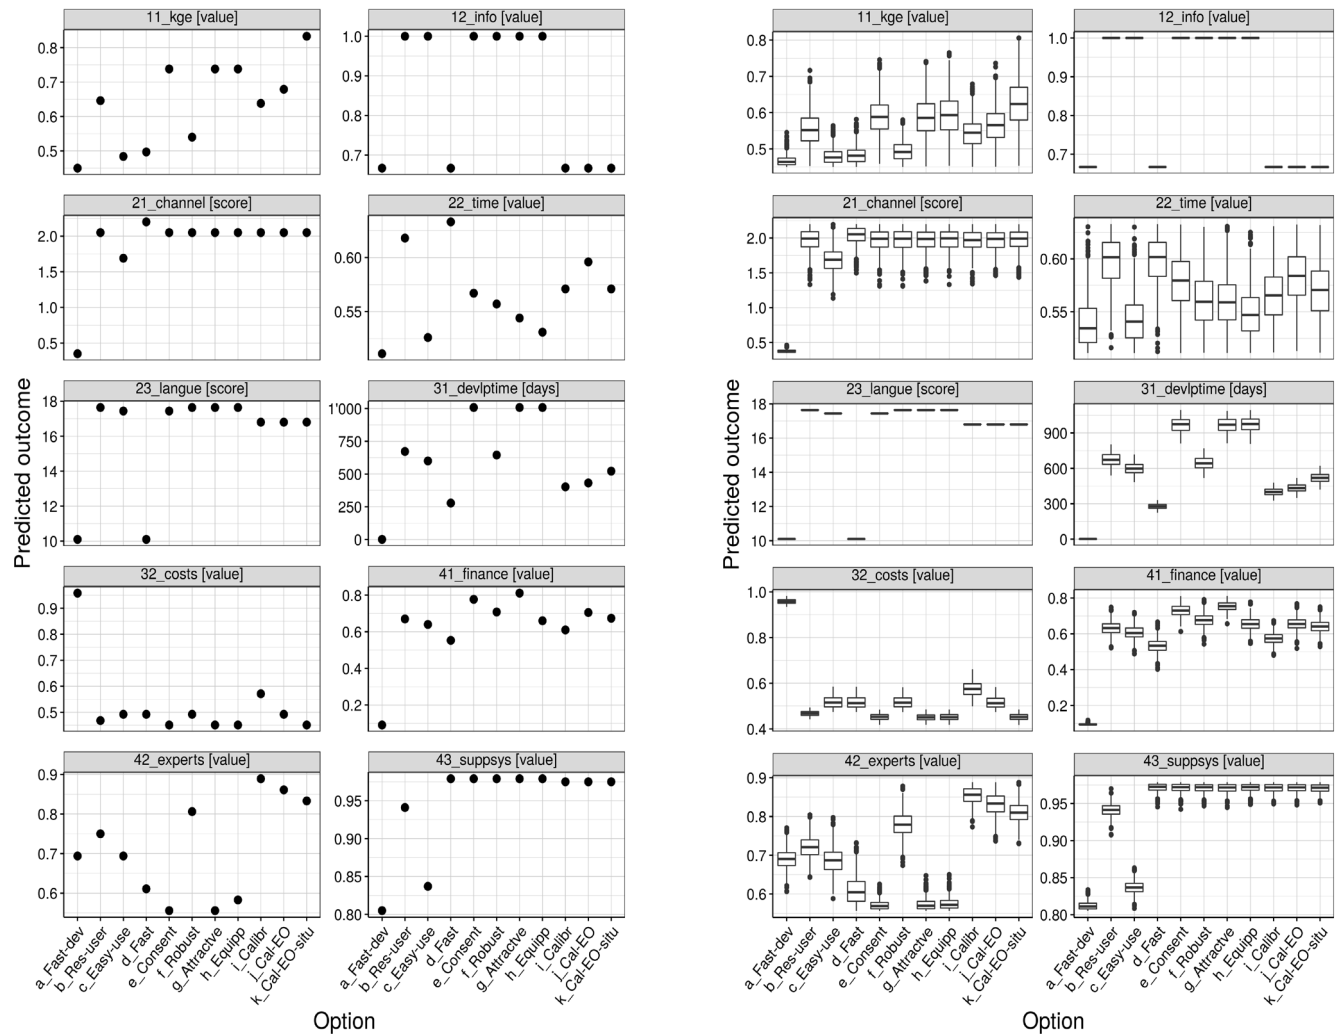 11_kge [value]
12_info [value]
0.8
0.7
0.6
0.5
1.0
0.9
0.8
0.7
21_channel [score]
22_time [value]
2.0
1.5
1.0
0.5
0.60
0.55
23_langue [score]
31_devlptime [days]
18
16
14
12
10
1'000
750
500
250
0
32_costs [value]
41_finance [value]
0.9
0.8
0.7
0.6
0.5
0.8
0.6
0.4
0.2
42_experts [value]
43_suppsys [value]
0.9
0.8
0.7
0.6
0.95
0.90
0.85
0.80
Predicted outcome
a_Fast-dev
b_Res-user
c_Easy-use
d_Fast
e_Consent
f_Robust
g_Attractve
h_Equipp
i_Calibr
j_Cal-EO
k_Cal-EO-situ
a_Fast-dev
b_Res-user
c_Easy-use
d_Fast
e_Consent
f_Robust
g_Attractve
h_Equipp
i_Calibr
j_Cal-EO
k_Cal-EO-situ
Option
11_kge [value]
12_info [value]
0.8
0.7
0.6
0.5
1.0
0.9
0.8
0.7
21_channel [score]
22_time [value]
2.0
1.5
1.0
0.5
0.60
0.55
23_langue [score]
31_devlptime [days]
18
16
14
12
10
900
600
300
0
32_costs [value]
41_finance [value]
1.0
0.8
0.6
0.4
0.8
0.6
0.4
0.2
42_experts [value]
43_suppsys [value]
0.9
0.8
0.7
0.6
0.95
0.90
0.85
0.80
Predicted outcome
a_Fast-dev
b_Res-user
c_Easy-use
d_Fast
e_Consent
f_Robust
g_Attractve
h_Equipp
i_Calibr
j_Cal-EO
k_Cal-EO-situ
a_Fast-dev
b_Res-user
c_Easy-use
d_Fast
e_Consent
f_Robust
g_Attractve
h_Equipp
i_Calibr
j_Cal-EO
k_Cal-EO-situ
Option